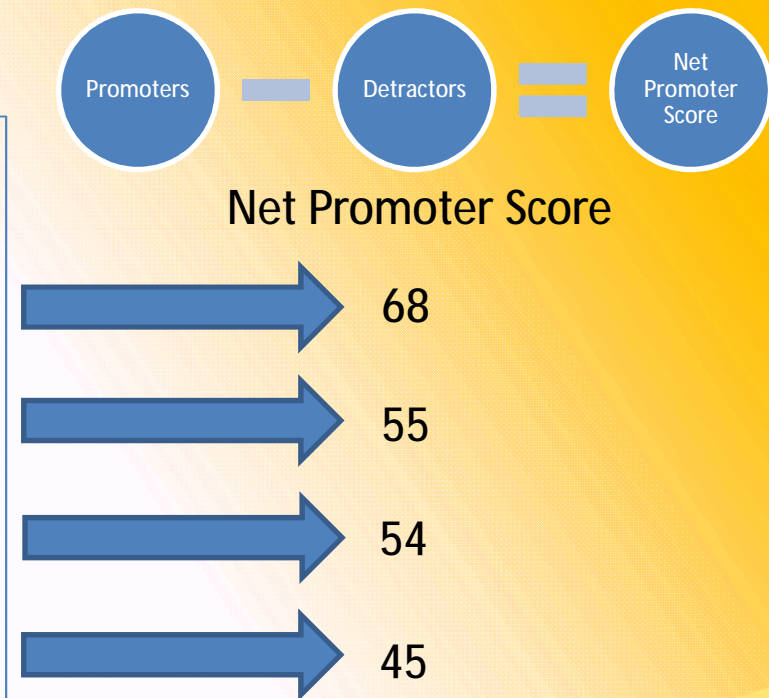 Promoters
Detractors
Net
Promoter
Score
Net Promoter Score
68
55
54
45